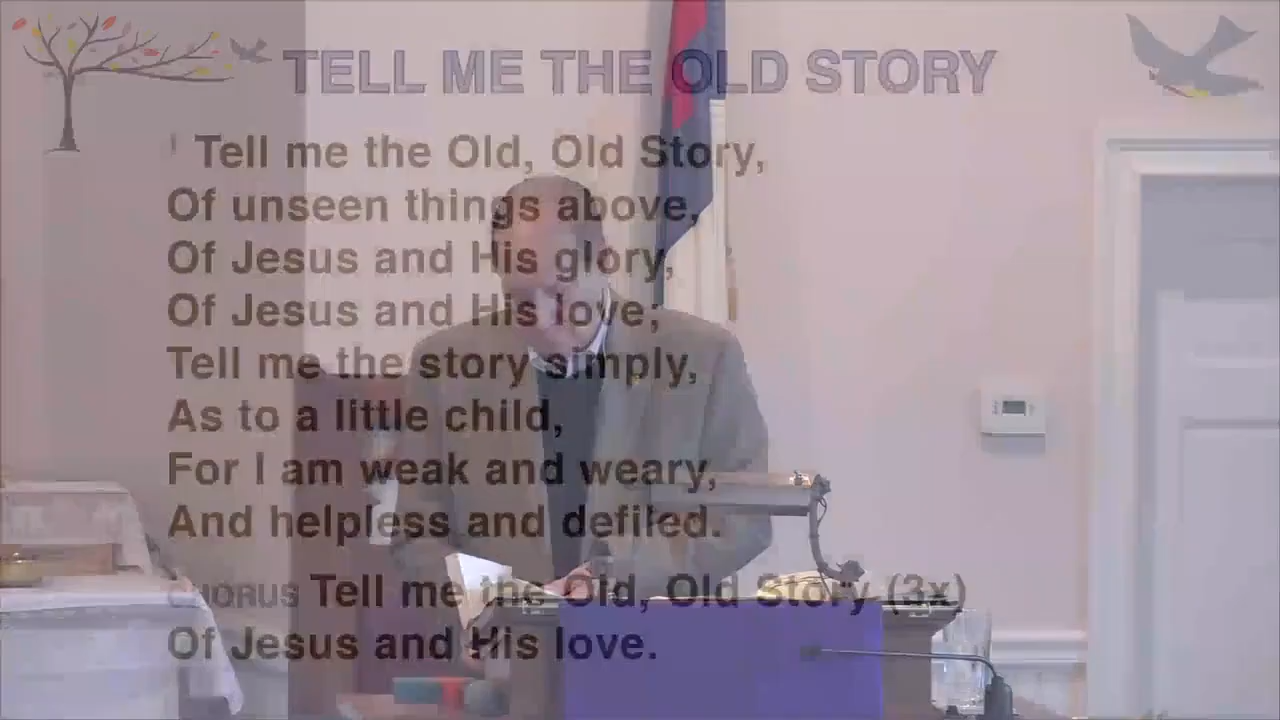 TELL ME THE OLD STORY
1 Tell me the Old, Old Story,
Of unseen things above,
Of Jesus and His glory,
Of Jesus and His love;
Tell me the story simply,
As to a little child,
For I am weak and weary,
And helpless and defiled.
CHORUS Tell me the Old, Old Story (3x)
Of Jesus and His love.